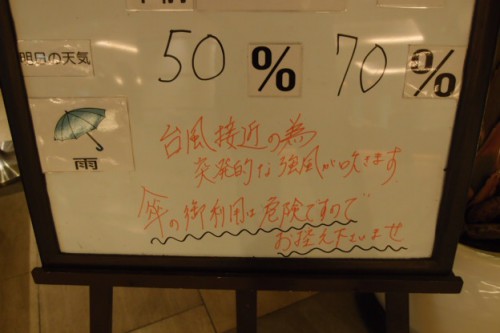 明日の天気
50% 70%
雨
台風接近の為
突発的な強風が吹きます
傘の御利用は危険ですので
お控え下さいませ